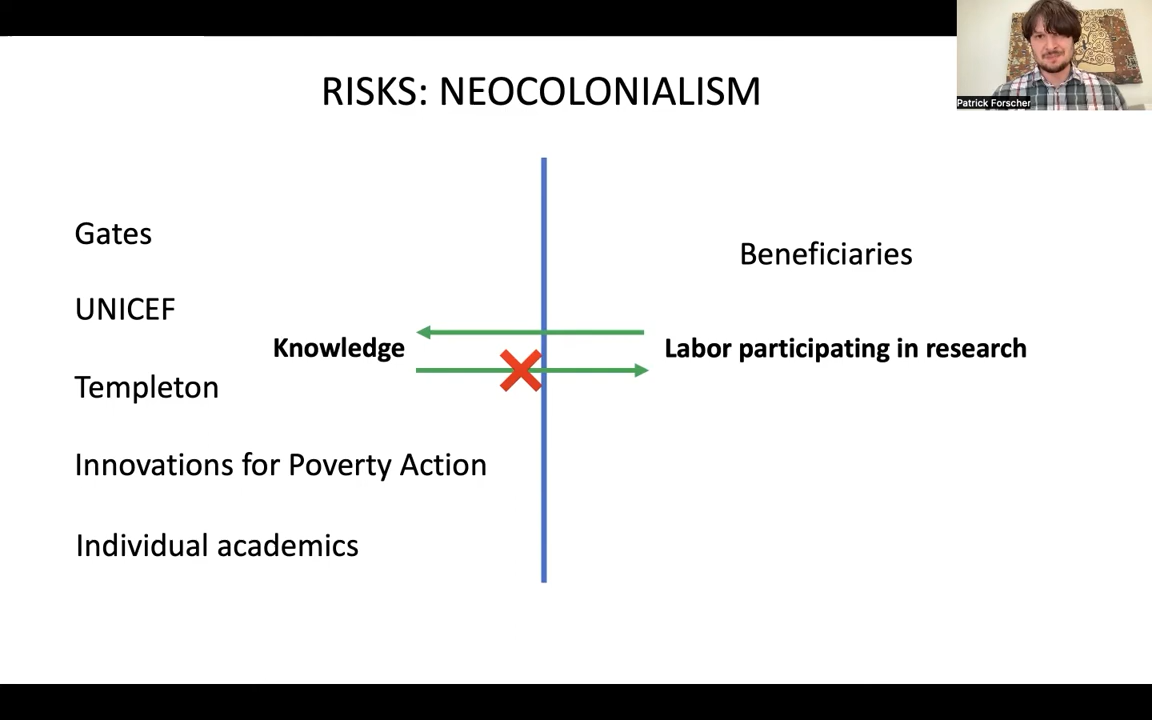 RISKS: NEOCOLONIALISM
Patrick Forscher
Gates
Beneficiaries
UNICEF
Knowledge
Labor participating in research
Templeton
Innovations for Poverty Action
Individual academics